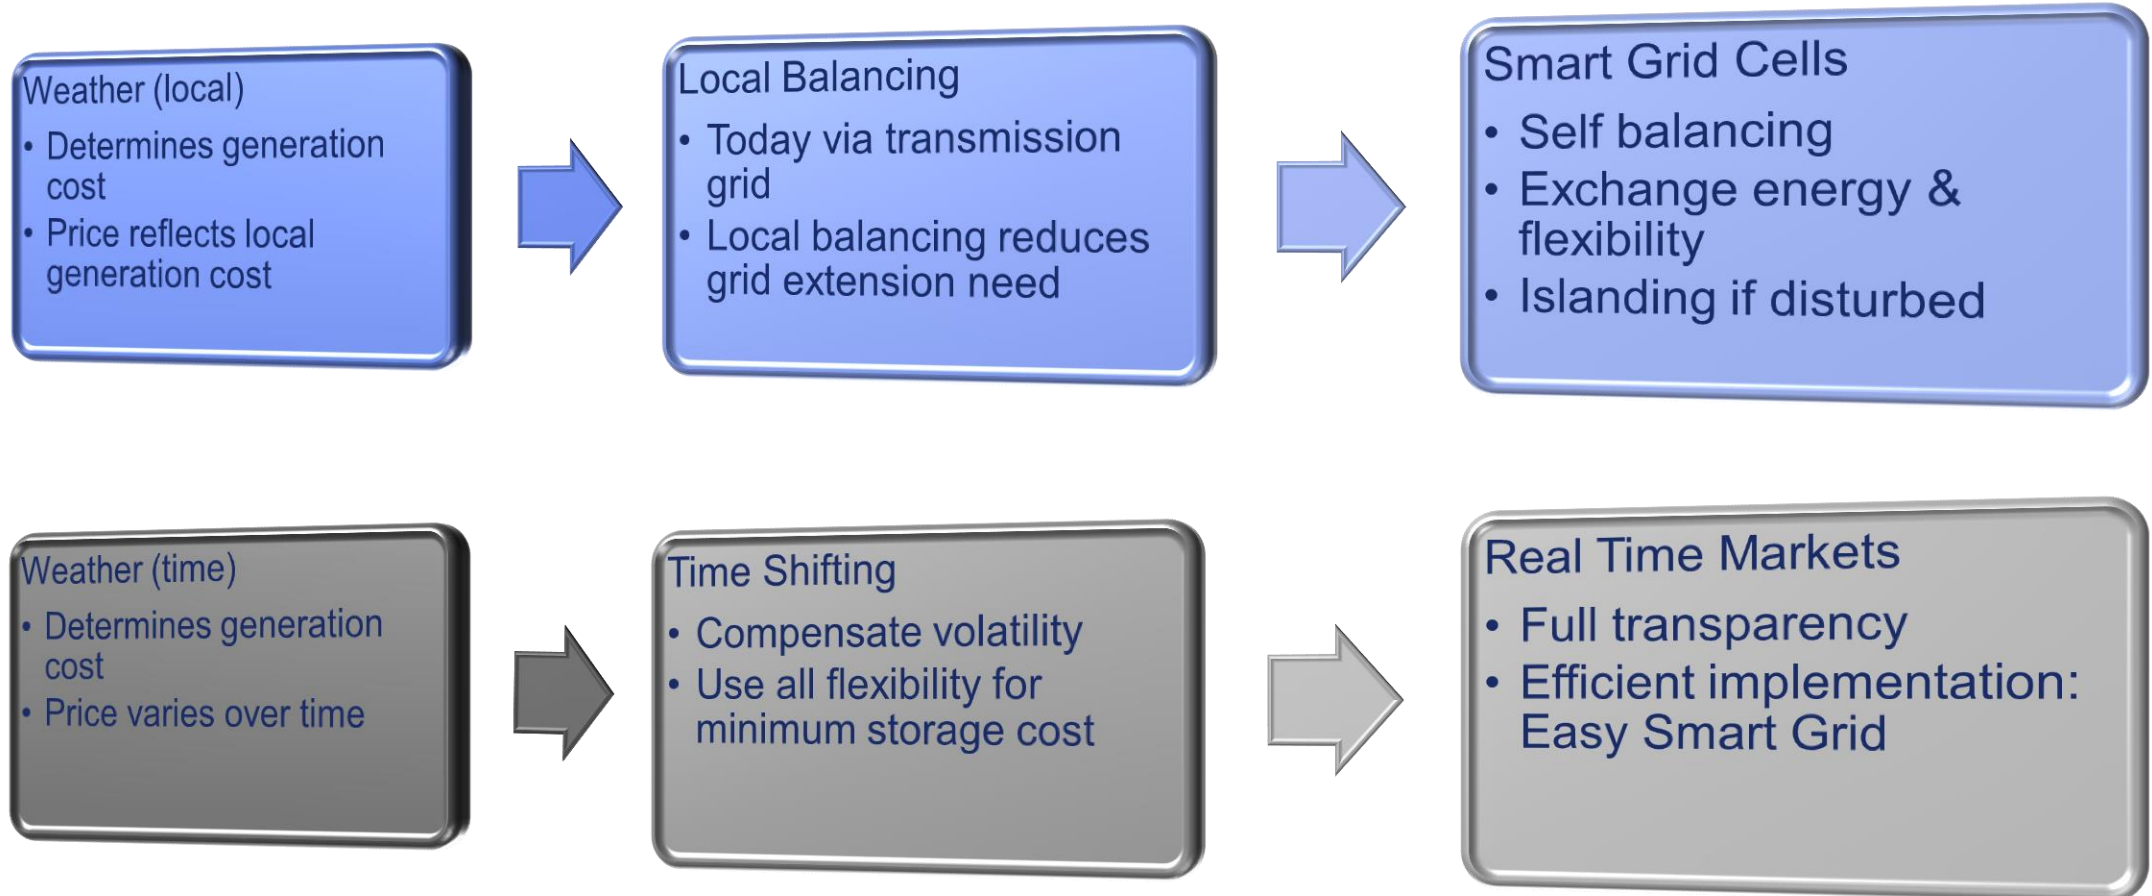 Weather (local)
• Determines generation
cost
• Price reflects local
generation cost
Local Balancing
• Today via transmission
grid
• Local balancing reduces
grid extension need
Smart Grid Cells
• Self balancing
• Exchange energy &
flexibility
• Islanding if disturbed
Weather (time)
• Determines generation
cost
• Price varies over time
Time Shifting
• Compensate volatility
• Use all flexibility for
minimum storage cost
Real Time Markets
• Full transparency
• Efficient implementation:
Easy Smart Grid